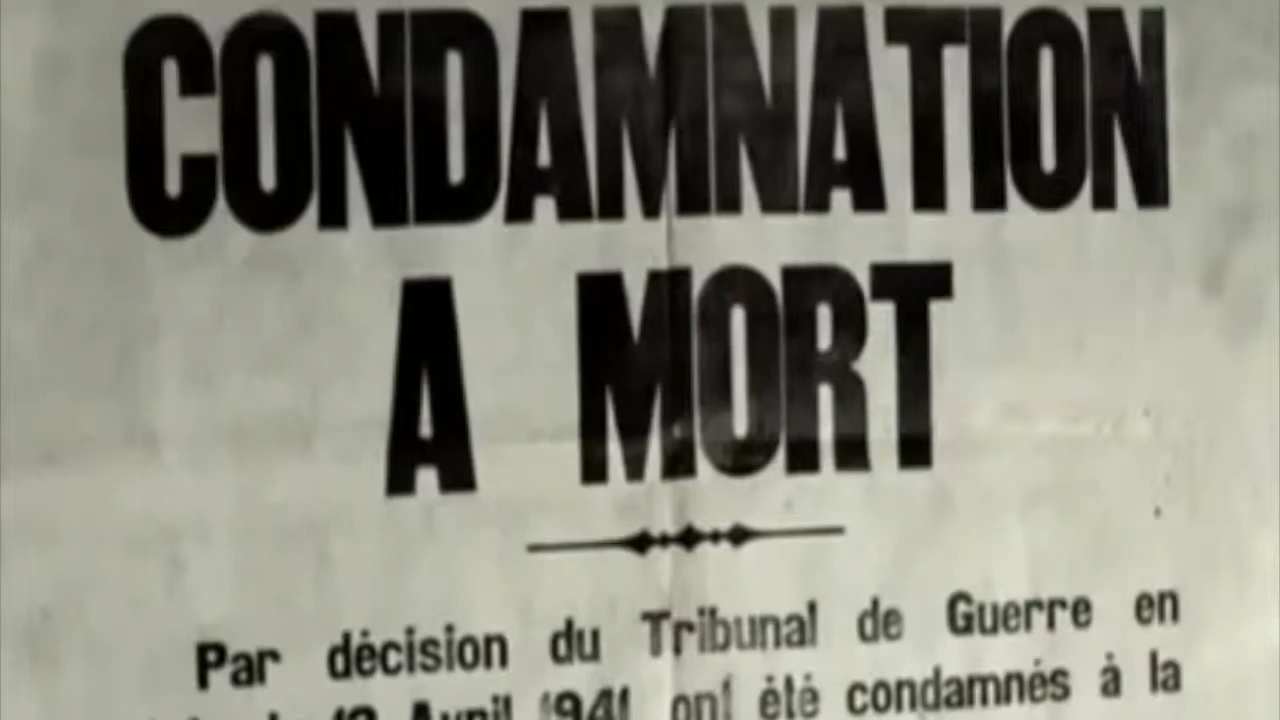 CONDAMNATION
A MORT
Par décision du Tribunal de Guerre en
Avril 1941 ont été condamnés à la